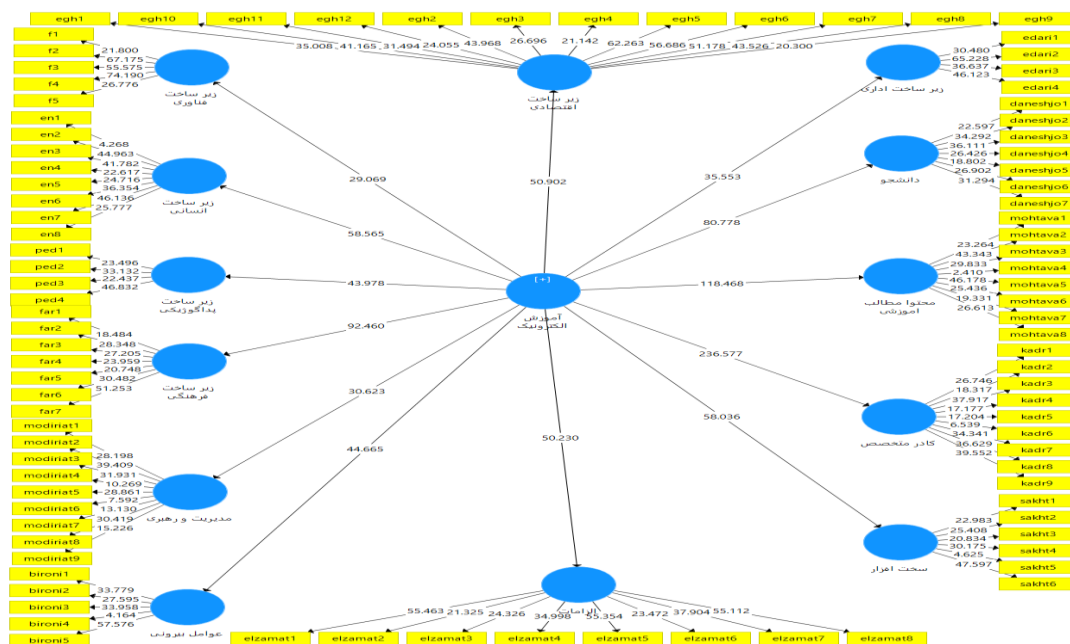 egh1 egh10 egh11 egh12 egh2 egh3 egh4 egh5 egh6 egh7 egh8 egh9
35.008 41.165 31.494 24.055 43.968 26.696 21.142 62.263 56.686 51.178 43.526 20.300
زیر ساخت
اقتصادی
f1
f2
f3
f4
f5
21.800
67.175
55.575
74.190
26.776
زیر ساخت
فناوری
en1
en2
en3
en4
en5
en6
en7
en8
4.268
44.963
41.782
22.617
24.716
36.354
46.136
25.777
زیر ساخت
انسانی
ped1
ped2
ped3
ped4
23.496
33.132
22.437
46.832
زیر ساخت
پداگوژیکی
far1
far2
far3
far4
far5
far6
far7
18.484
28.348
27.205
23.959
20.748
30.482
51.253
زیر ساخت
فرهنگی
modiriat1
modiriat2
modiriat3
modiriat4
modiriat5
modiriat6
modiriat7
modiriat8
modiriat9
28.198
39.409
31.931
10.269
28.861
7.592
13.130
30.419
15.226
مدیریت و رهبری
bironi1
bironi2
bironi3
bironi4
bironi5
33.779
27.595
33.958
4.164
57.576
عوامل بیرونی
29.069
58.565
43.978
92.460
30.623
44.665
50.902
[+]
آموزش
الکترونیک
50.230
35.553
80.778
118.468
236.577
58.036
edari1
edari2
edari3
edari4
30.480
65.228
36.637
46.123
زیر ساخت اداری
daneshjo1
daneshjo2
daneshjo3
daneshjo4
daneshjo5
daneshjo6
daneshjo7
22.597
34.292
36.111
26.426
18.802
26.902
31.294
دانشجو
mohtava1
mohtava2
mohtava3
mohtava4
mohtava5
mohtava6
mohtava7
mohtava8
23.264
43.343
29.833
2.410
46.178
25.436
19.331
26.613
محتوا مطالب
اموزشی
kadr1
kadr2
kadr3
kadr4
kadr5
kadr6
kadr7
kadr8
kadr9
26.746
18.317
37.917
17.177
17.204
6.539
34.341
36.629
39.552
کادر متخصص
sakht1
sakht2
sakht3
sakht4
sakht5
sakht6
22.983
25.408
20.834
30.175
4.625
47.597
سخت افزار
الزامات
55.463 21.325 24.326 34.998 55.354 23.472 37.904 55.112
elzamat1 elzamat2 elzamat3 elzamat4 elzamat5 elzamat6 elzamat7 elzamat8